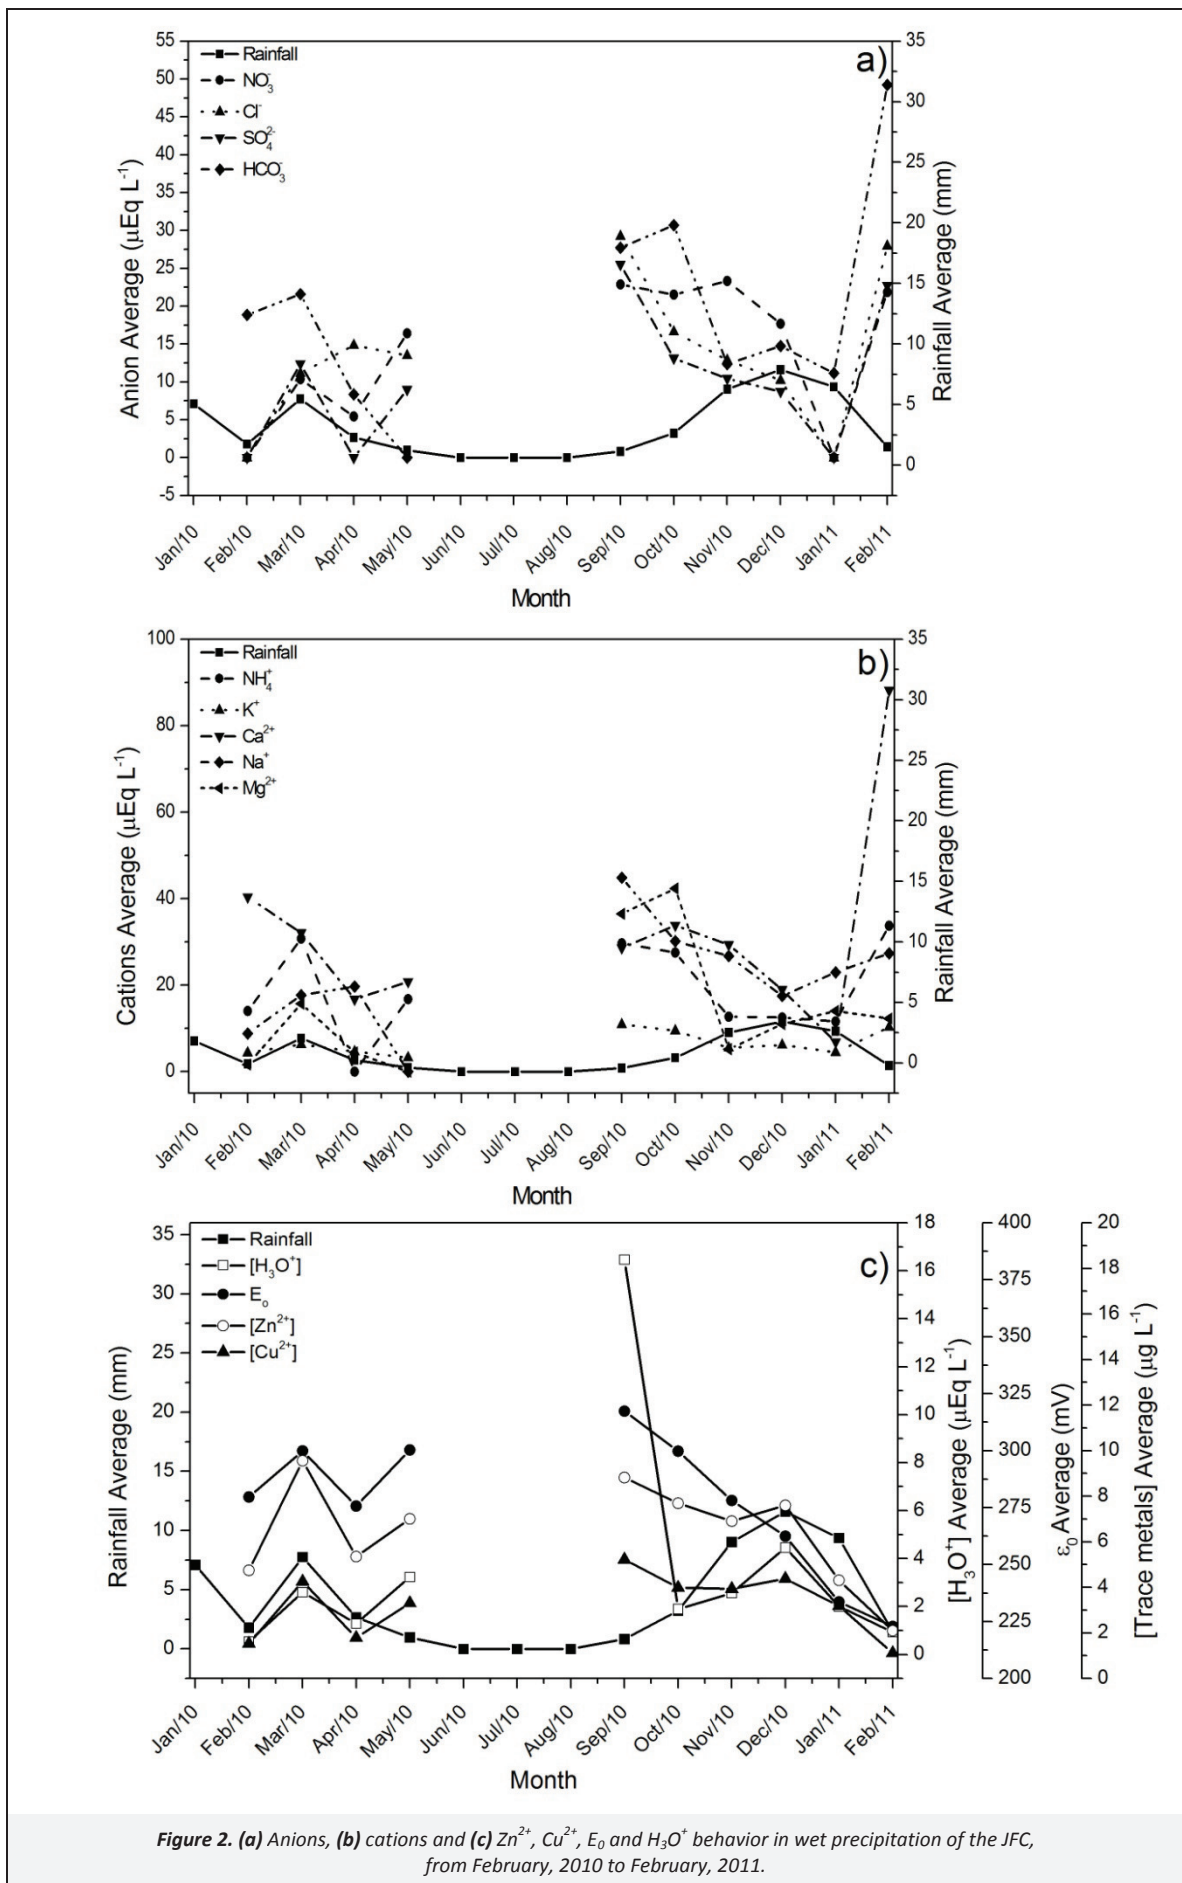 a)
Rainfall
NO₃⁻
Cl⁻
SO₄²⁻
HCO₃⁻
Anion Average (µEq L⁻¹)
55
50
45
40
35
30
25
20
15
10
5
0
-5
Rainfall Average (mm)
35
30
25
20
15
10
5
0
Jan/10
Feb/10
Mar/10
Apr/10
May/10
Jun/10
Jul/10
Aug/10
Sep/10
Oct/10
Nov/10
Dec/10
Jan/11
Feb/11
Month
b)
Rainfall
NH₄⁺
K⁺
Ca²⁺
Na⁺
Mg²⁺
Cations Average (µEq L⁻¹)
100
80
60
40
20
0
Rainfall Average (mm)
35
30
25
20
15
10
5
0
Jan/10
Feb/10
Mar/10
Apr/10
May/10
Jun/10
Jul/10
Aug/10
Sep/10
Oct/10
Nov/10
Dec/10
Jan/11
Feb/11
Month
c)
Rainfall
[H₃O⁺]
E₀
[Zn²⁺]
[Cu²⁺]
Rainfall Average (mm)
35
30
25
20
15
10
5
0
[H₃O⁺] Average (µEq L⁻¹)
18
16
14
12
10
8
6
4
2
0
ε₀ Average (mV)
400
375
350
325
300
275
250
225
200
[Trace metals] Average (µg L⁻¹)
20
18
16
14
12
10
8
6
4
2
0
Jan/10
Feb/10
Mar/10
Apr/10
May/10
Jun/10
Jul/10
Aug/10
Sep/10
Oct/10
Nov/10
Dec/10
Jan/11
Feb/11
Month
Figure 2. (a) Anions, (b) cations and (c) Zn²⁺, Cu²⁺, E₀ and H₃O⁺ behavior in wet precipitation of the JFC,
from February, 2010 to February, 2011.